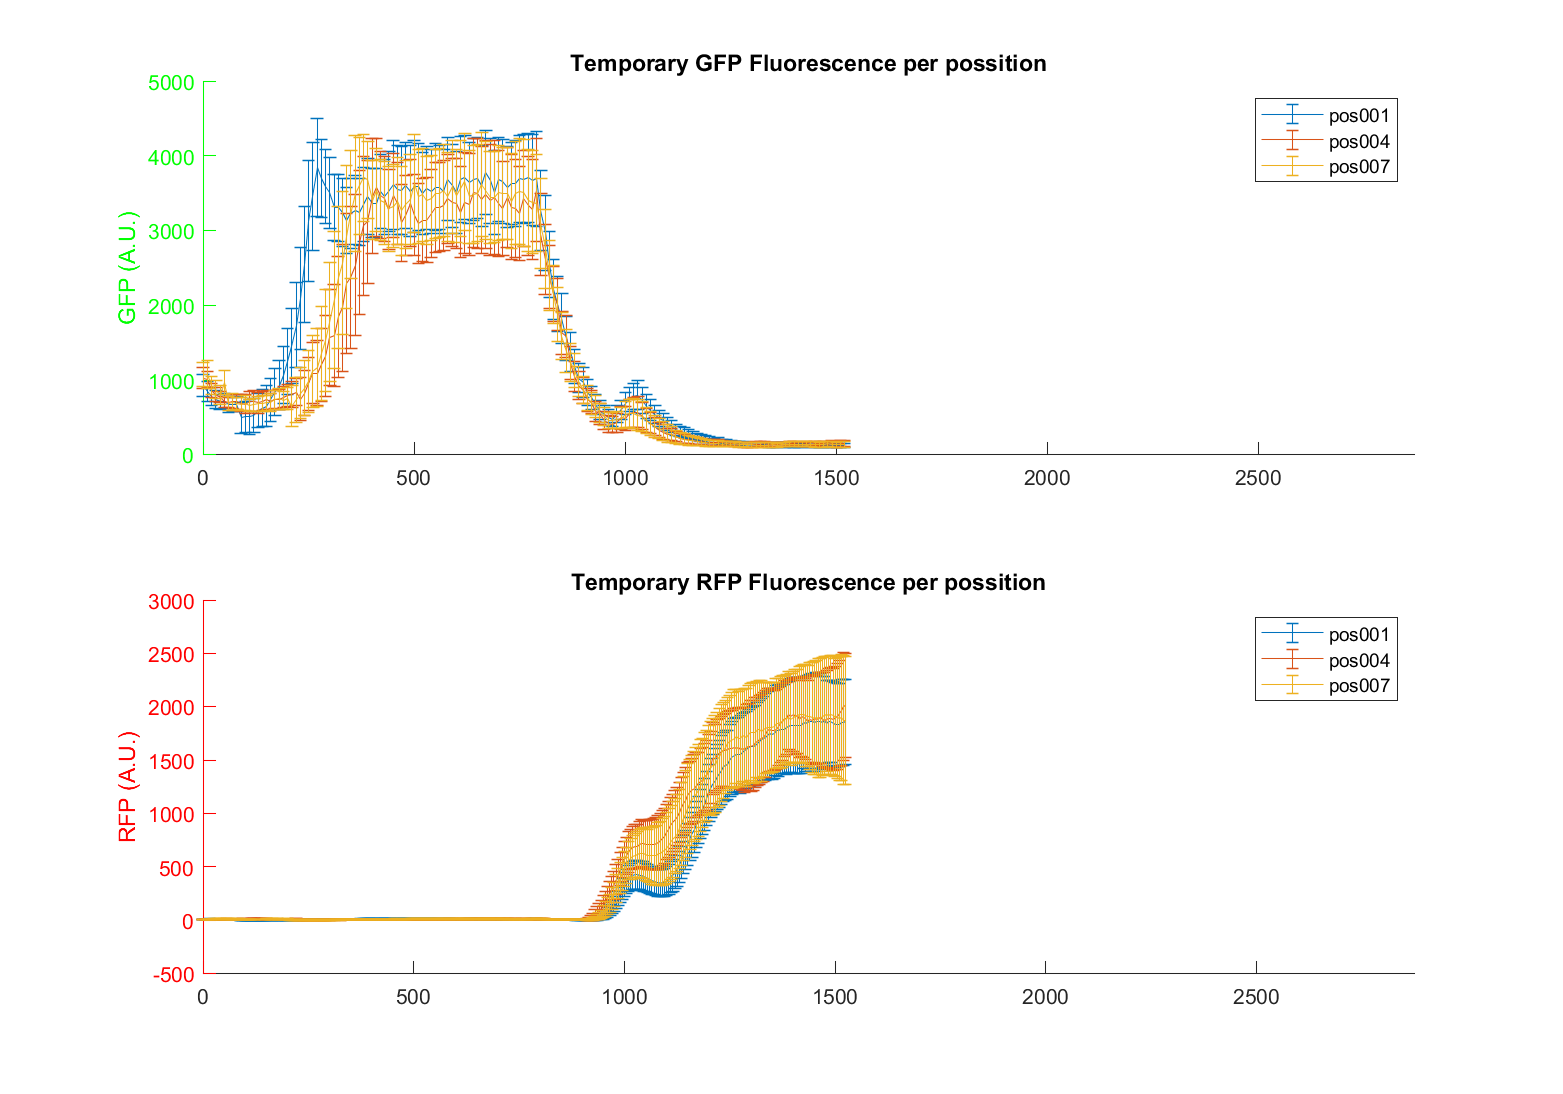 Temporary GFP Fluorescence per possition
5000
4000
3000
2000
1000
0
GFP (A.U.)
0 500 1000 1500 2000 2500
pos001
pos004
pos007
Temporary RFP Fluorescence per possition
3000
2500
2000
1500
1000
500
0
-500
RFP (A.U.)
0 500 1000 1500 2000 2500
pos001
pos004
pos007